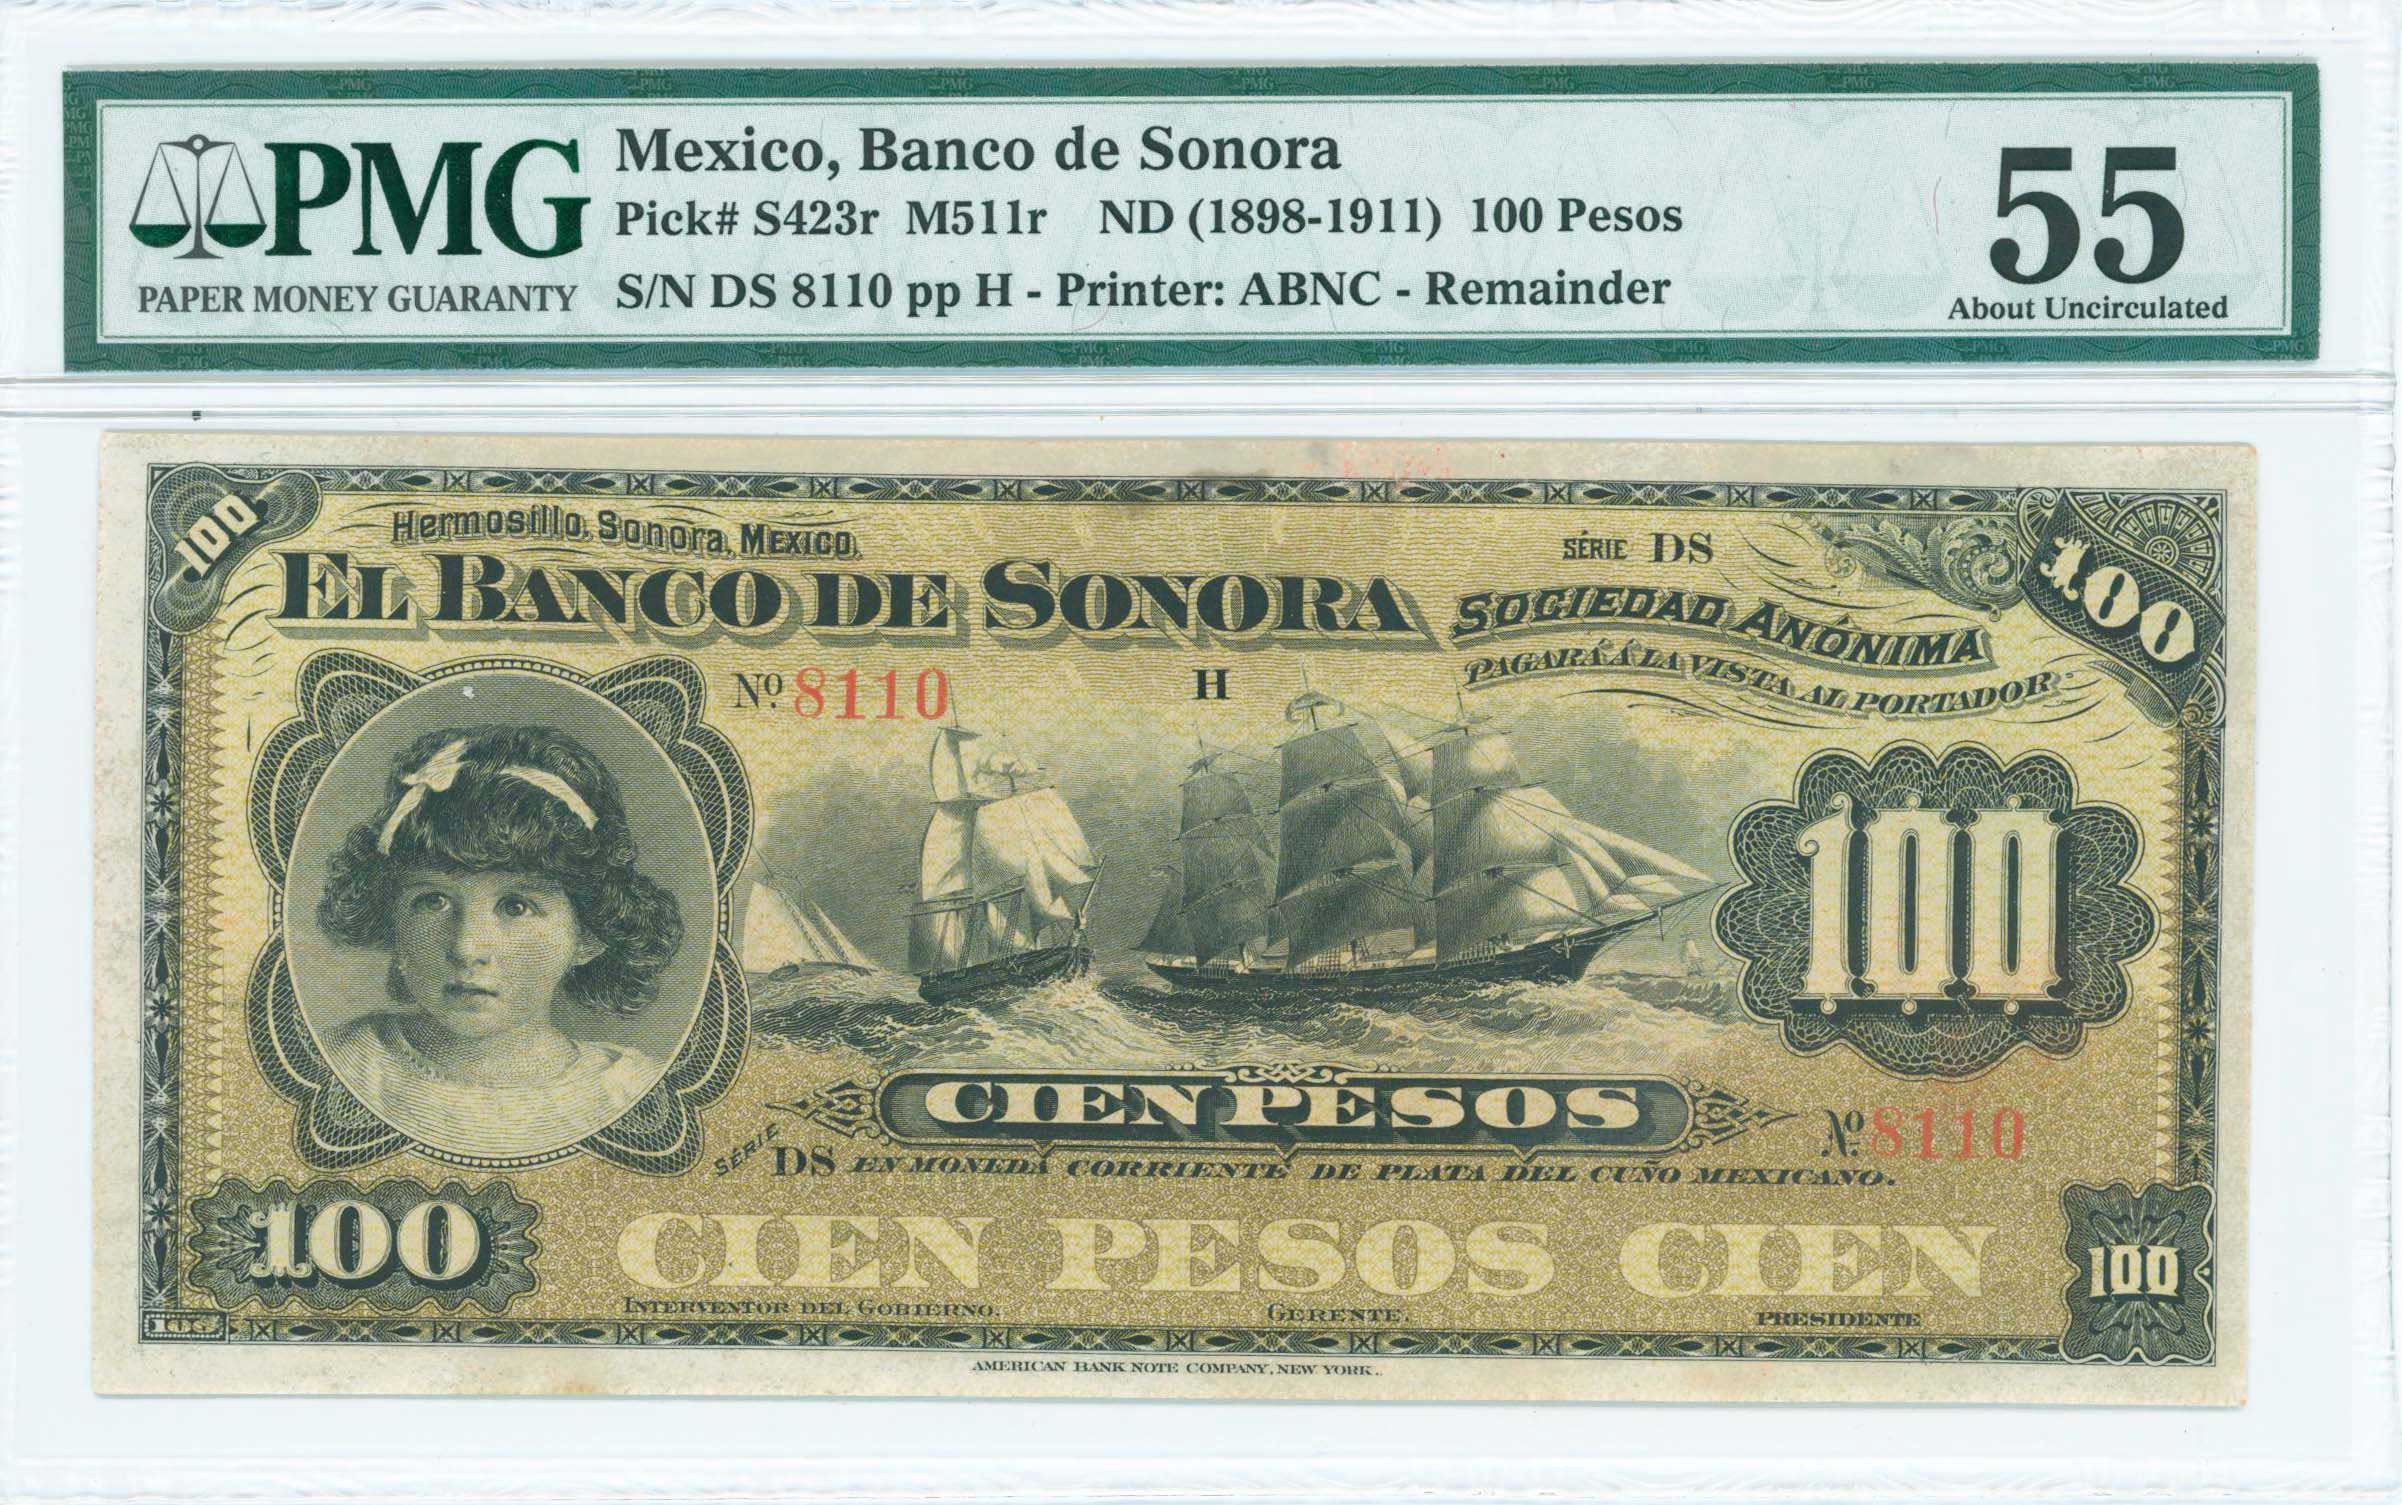 PMG
PAPER MONEY GUARANTY
Mexico, Banco de Sonora
Pick# S423r M511r ND (1898-1911) 100 Pesos
S/N DS 8110 pp H - Printer: ABNC - Remainder
55
About Uncirculated
100
Hermosillo, Sonora, MEXICO,
SÉRIE DS
100
EL BANCO DE SONORA
SOCIEDAD ANÓNIMA
PAGARÁ Á LA VISTA AL PORTADOR
Nº. 8110
H
100
CIEN PESOS
Nº. 8110
SÉRIE DS EN MONEDA CORRIENTE DE PLATA DEL CUÑO MEXICANO.
100
CIEN PESOS CIEN
100
INTERVENTOR DEL GOBIERNO.
GERENTE.
PRESIDENTE
AMERICAN BANK NOTE COMPANY, NEW YORK.